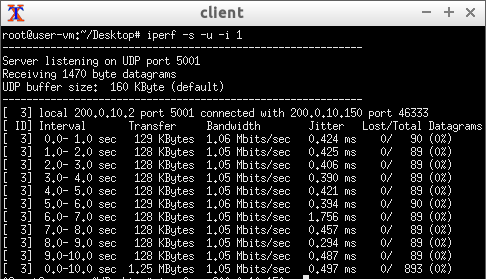 client
root@user-vm:~/Desktop# iperf -s -u -i 1
------------------------------------------------------------
Server listening on UDP port 5001
Receiving 1470 byte datagrams
UDP buffer size:  160 KByte (default)
------------------------------------------------------------
[  3] local 200.0.10.2 port 5001 connected with 200.0.10.150 port 46333
[ ID] Interval       Transfer     Bandwidth        Jitter   Lost/Total Datagrams
[  3]  0.0- 1.0 sec   129 KBytes  1.06 Mbits/sec   0.424 ms    0/   90 (0%)
[  3]  1.0- 2.0 sec   128 KBytes  1.05 Mbits/sec   0.425 ms    0/   89 (0%)
[  3]  2.0- 3.0 sec   128 KBytes  1.05 Mbits/sec   0.406 ms    0/   89 (0%)
[  3]  3.0- 4.0 sec   128 KBytes  1.05 Mbits/sec   0.390 ms    0/   89 (0%)
[  3]  4.0- 5.0 sec   128 KBytes  1.05 Mbits/sec   0.421 ms    0/   89 (0%)
[  3]  5.0- 6.0 sec   129 KBytes  1.06 Mbits/sec   0.394 ms    0/   90 (0%)
[  3]  6.0- 7.0 sec   128 KBytes  1.05 Mbits/sec   1.756 ms    0/   89 (0%)
[  3]  7.0- 8.0 sec   128 KBytes  1.05 Mbits/sec   0.457 ms    0/   89 (0%)
[  3]  8.0- 9.0 sec   128 KBytes  1.05 Mbits/sec   0.294 ms    0/   89 (0%)
[  3]  9.0-10.0 sec   128 KBytes  1.05 Mbits/sec   0.487 ms    0/   89 (0%)
[  3]  0.0-10.0 sec  1.25 MBytes  1.05 Mbits/sec   0.497 ms    0/  893 (0%)